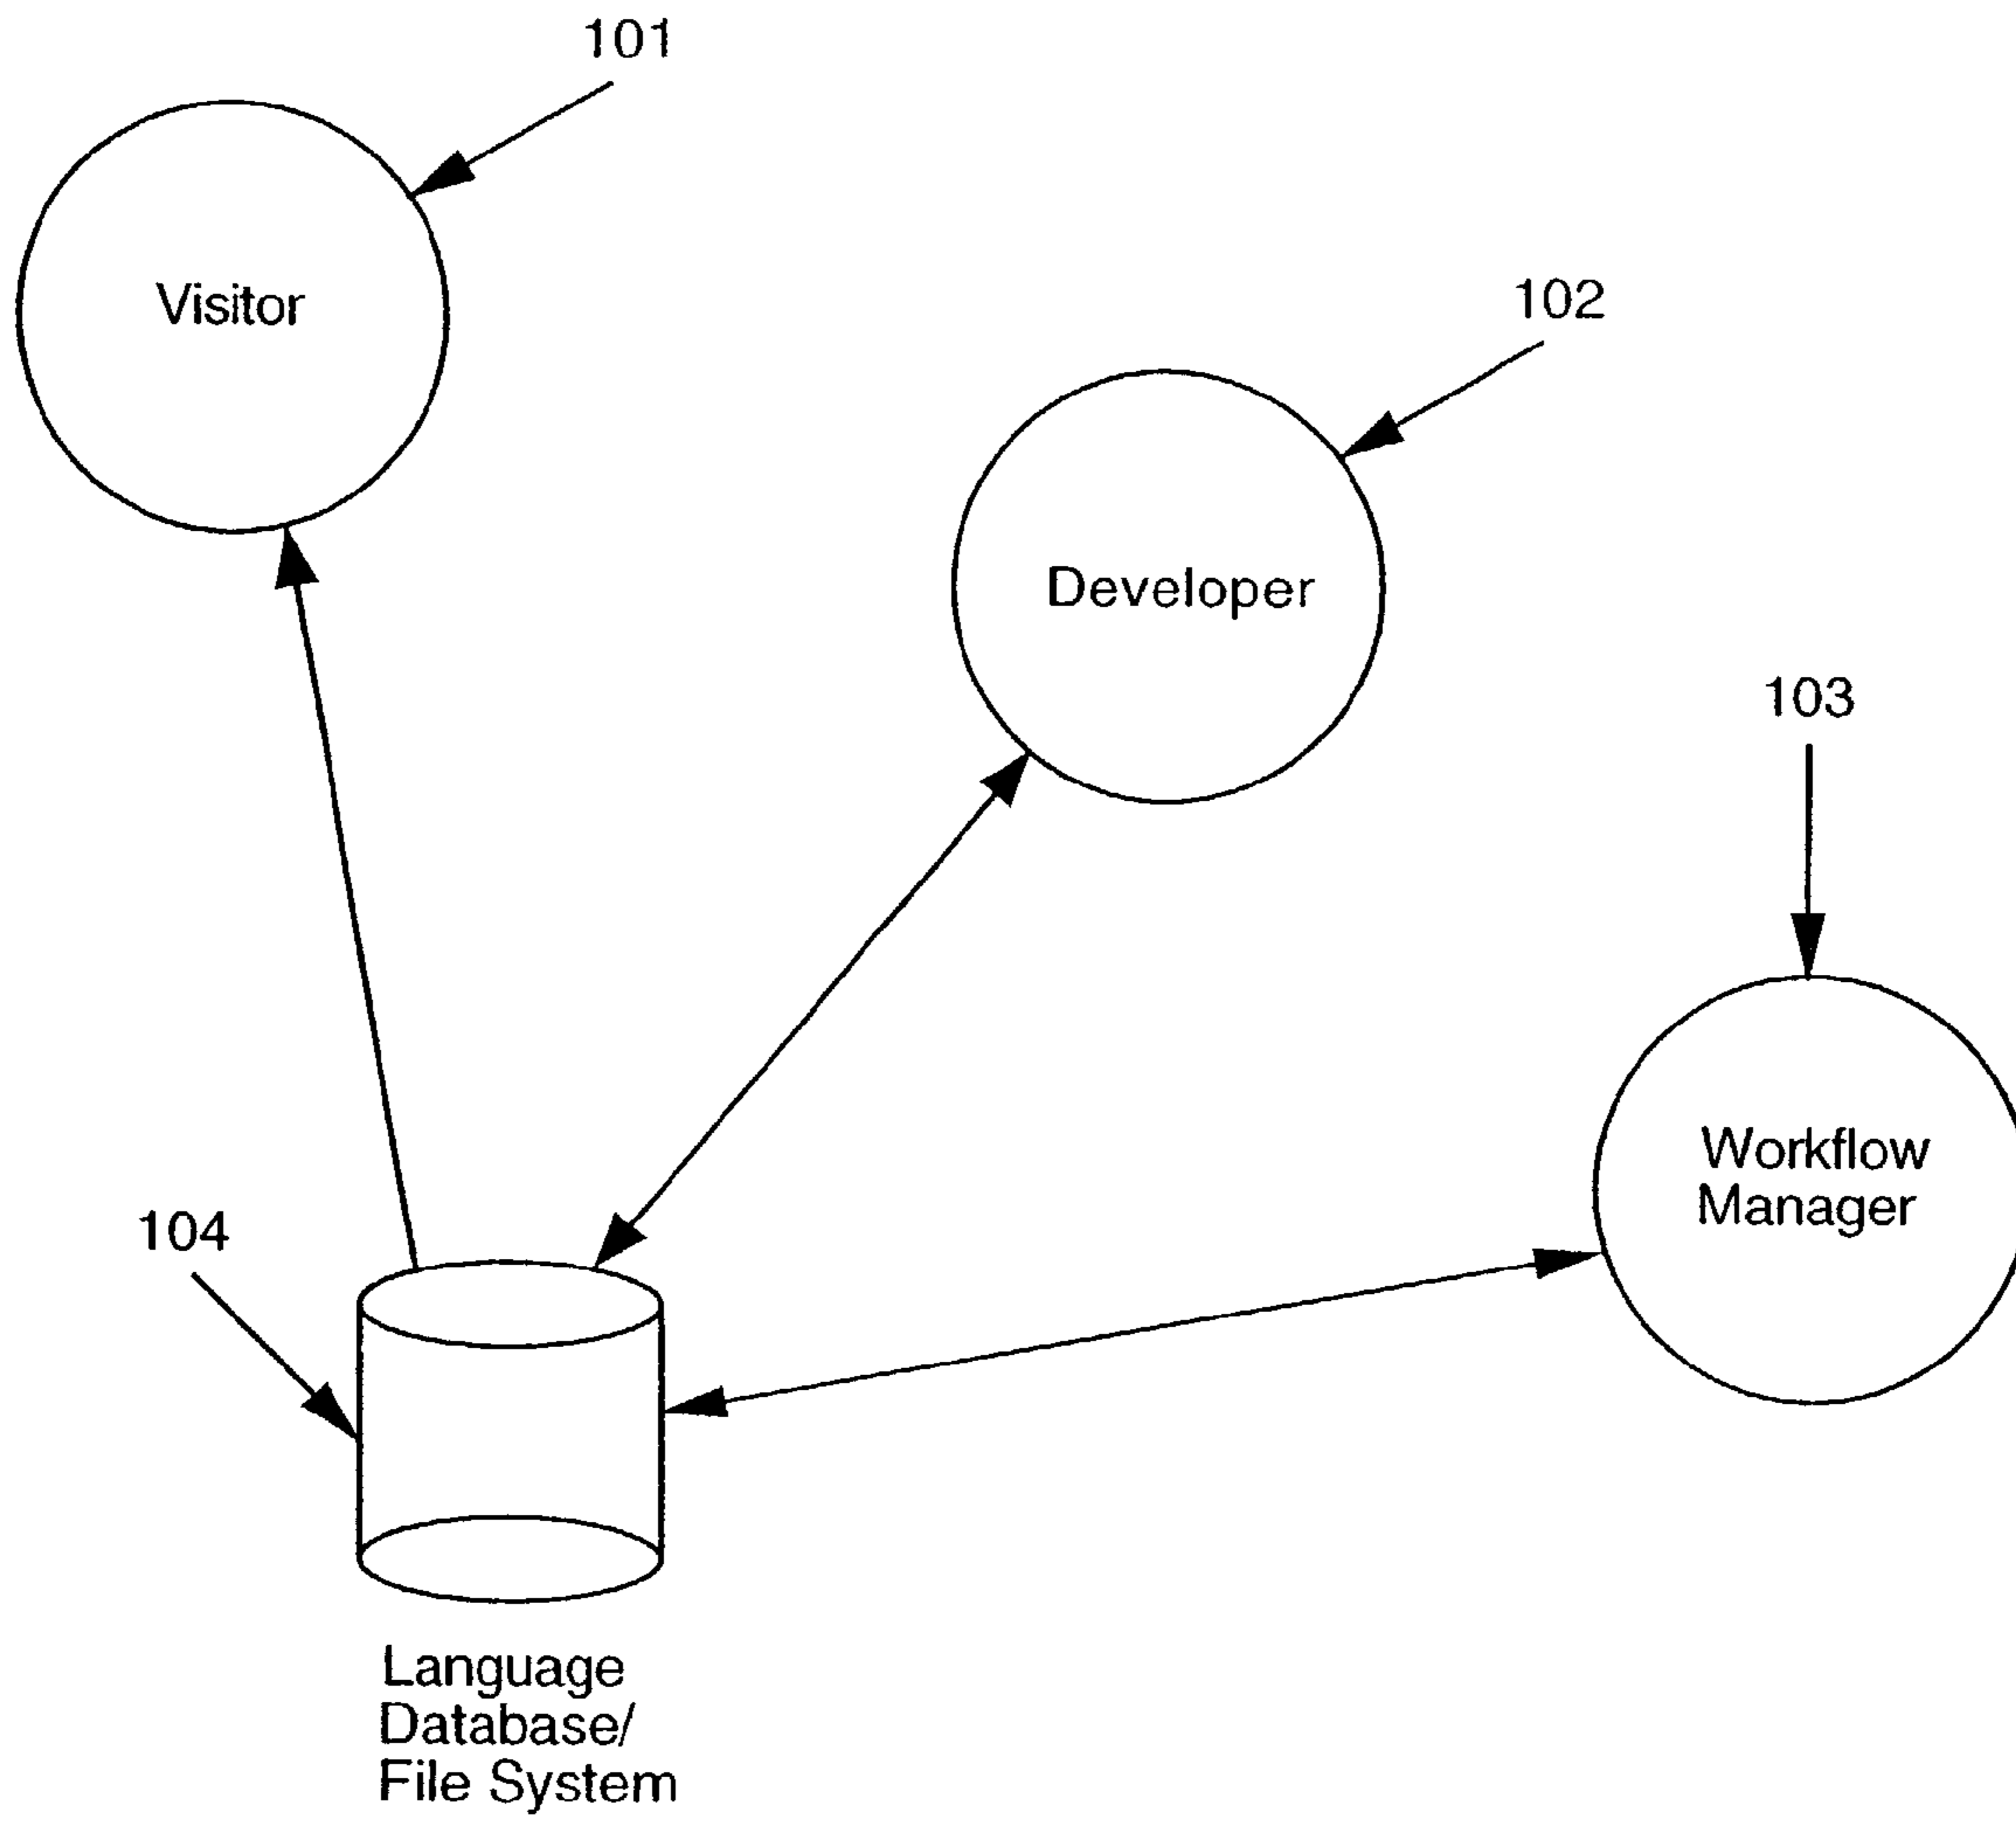 101
Visitor
102
Developer
103
Workflow
Manager
104
Language
Database/
File System